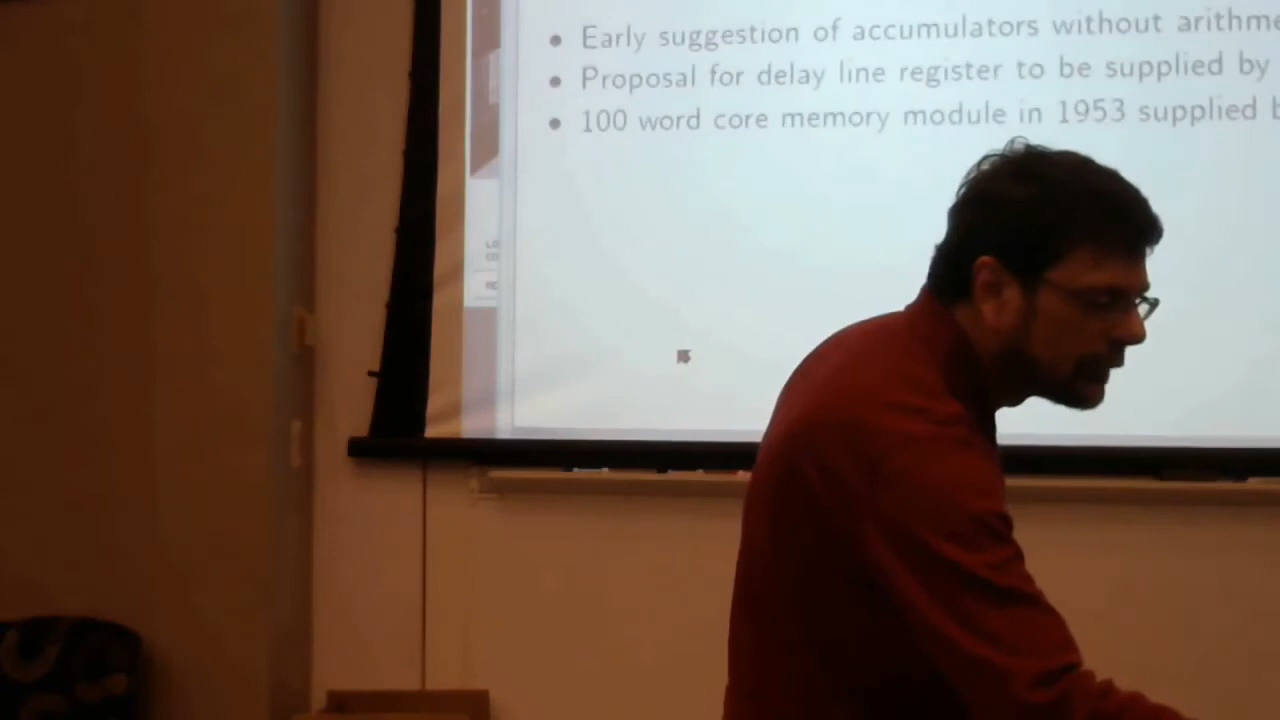 Early suggestion of accumulators without
Proposal for delay line register to be supplied by
100 word core memory module in 1953 supplied